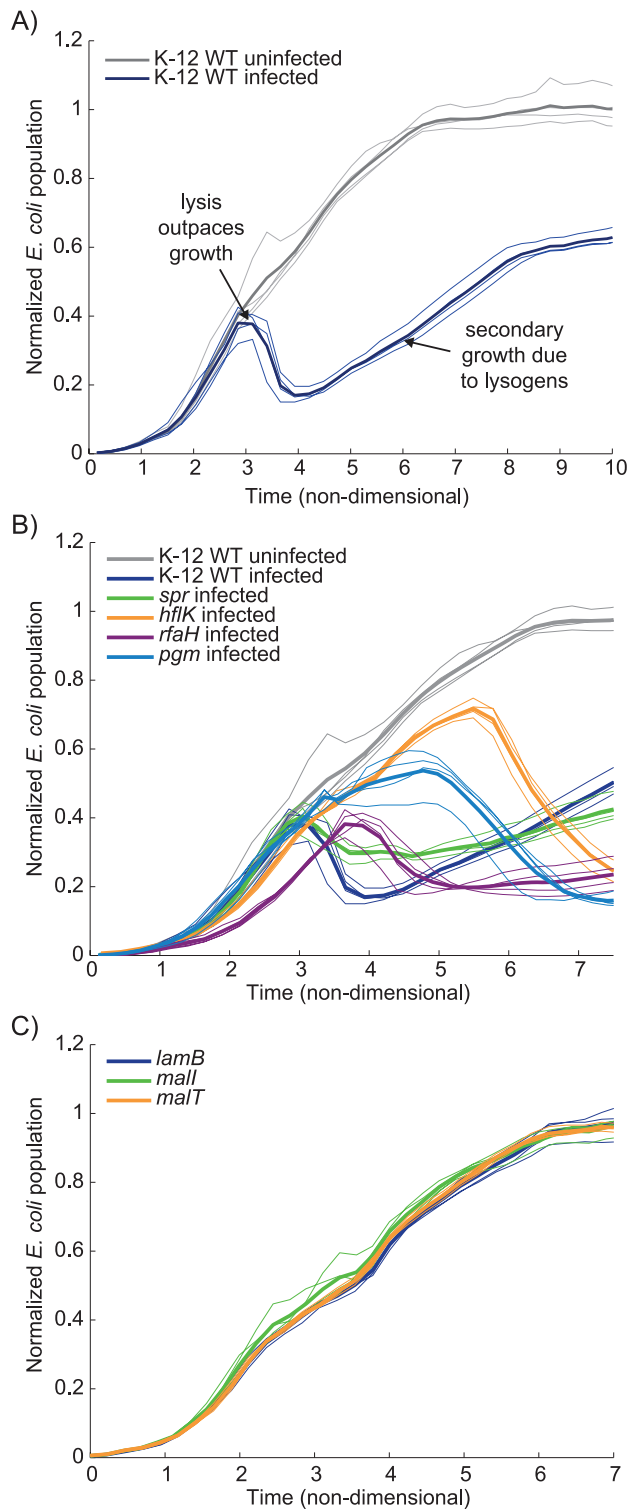 A)
1.2
K-12 WT uninfected
K-12 WT infected
1
0.8
lysis
outpaces
growth
0.6
0.4
secondary
growth due
to lysogens
0.2
0
Normalized E. coli population
0 1 2 3 4 5 6 7 8 9 10
Time (non-dimensional)
B)
1.2
K-12 WT uninfected
K-12 WT infected
spr infected
hflK infected
rfaH infected
pgm infected
1
0.8
0.6
0.4
0.2
0
Normalized E. coli population
0 1 2 3 4 5 6 7
Time (non-dimensional)
C)
1.2
lamB
malI
malT
1
0.8
0.6
0.4
0.2
0
Normalized E. coli population
0 1 2 3 4 5 6 7
Time (non-dimensional)